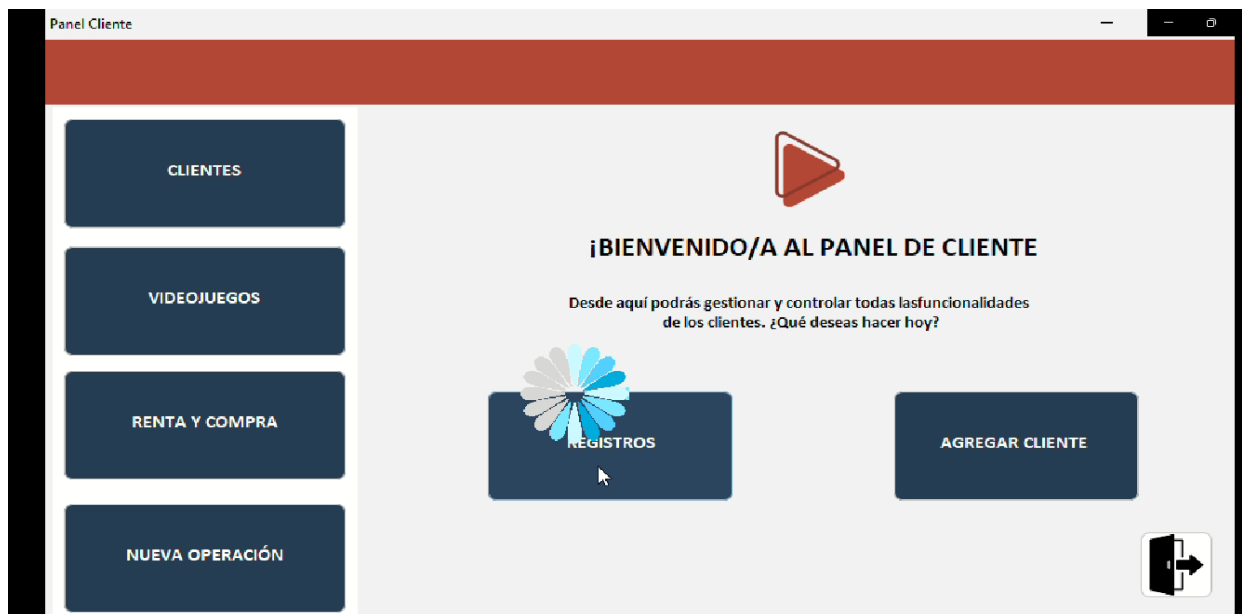 Panel Cliente
CLIENTES
VIDEOJUEGOS
RENTA Y COMPRA
NUEVA OPERACIÓN
¡BIENVENIDO/A AL PANEL DE CLIENTE
Desde aquí podrás gestionar y controlar todas lasfuncionalidades
de los clientes. ¿Qué deseas hacer hoy?
REGISTROS
AGREGAR CLIENTE